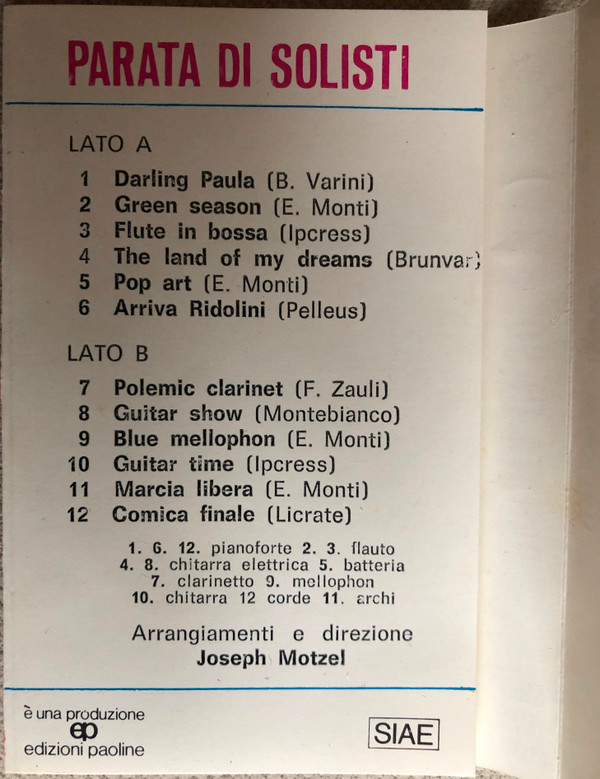 PARATA DI SOLISTI
LATO A
1 Darling Paula (B. Varini)
2 Green season (E. Monti)
3 Flute in bossa (Ipcress)
4 The land of my dreams (Brunvar)
5 Pop art (E. Monti)
6 Arriva Ridolini (Pelleus)
LATO B
7 Polemic clarinet (F. Zauli)
8 Guitar show (Montebianco)
9 Blue mellophon (E. Monti)
10 Guitar time (Ipcress)
11 Marcia libera (E. Monti)
12 Comica finale (Licrate)
1. 6. 12. pianoforte 2. 3. flauto
4. 8. chitarra elettrica 5. batteria
7. clarinetto 9. mellophon
10. chitarra 12 corde 11. archi
Arrangiamenti e direzione
Joseph Motzel
è una produzione
ep
edizioni paoline
SIAE